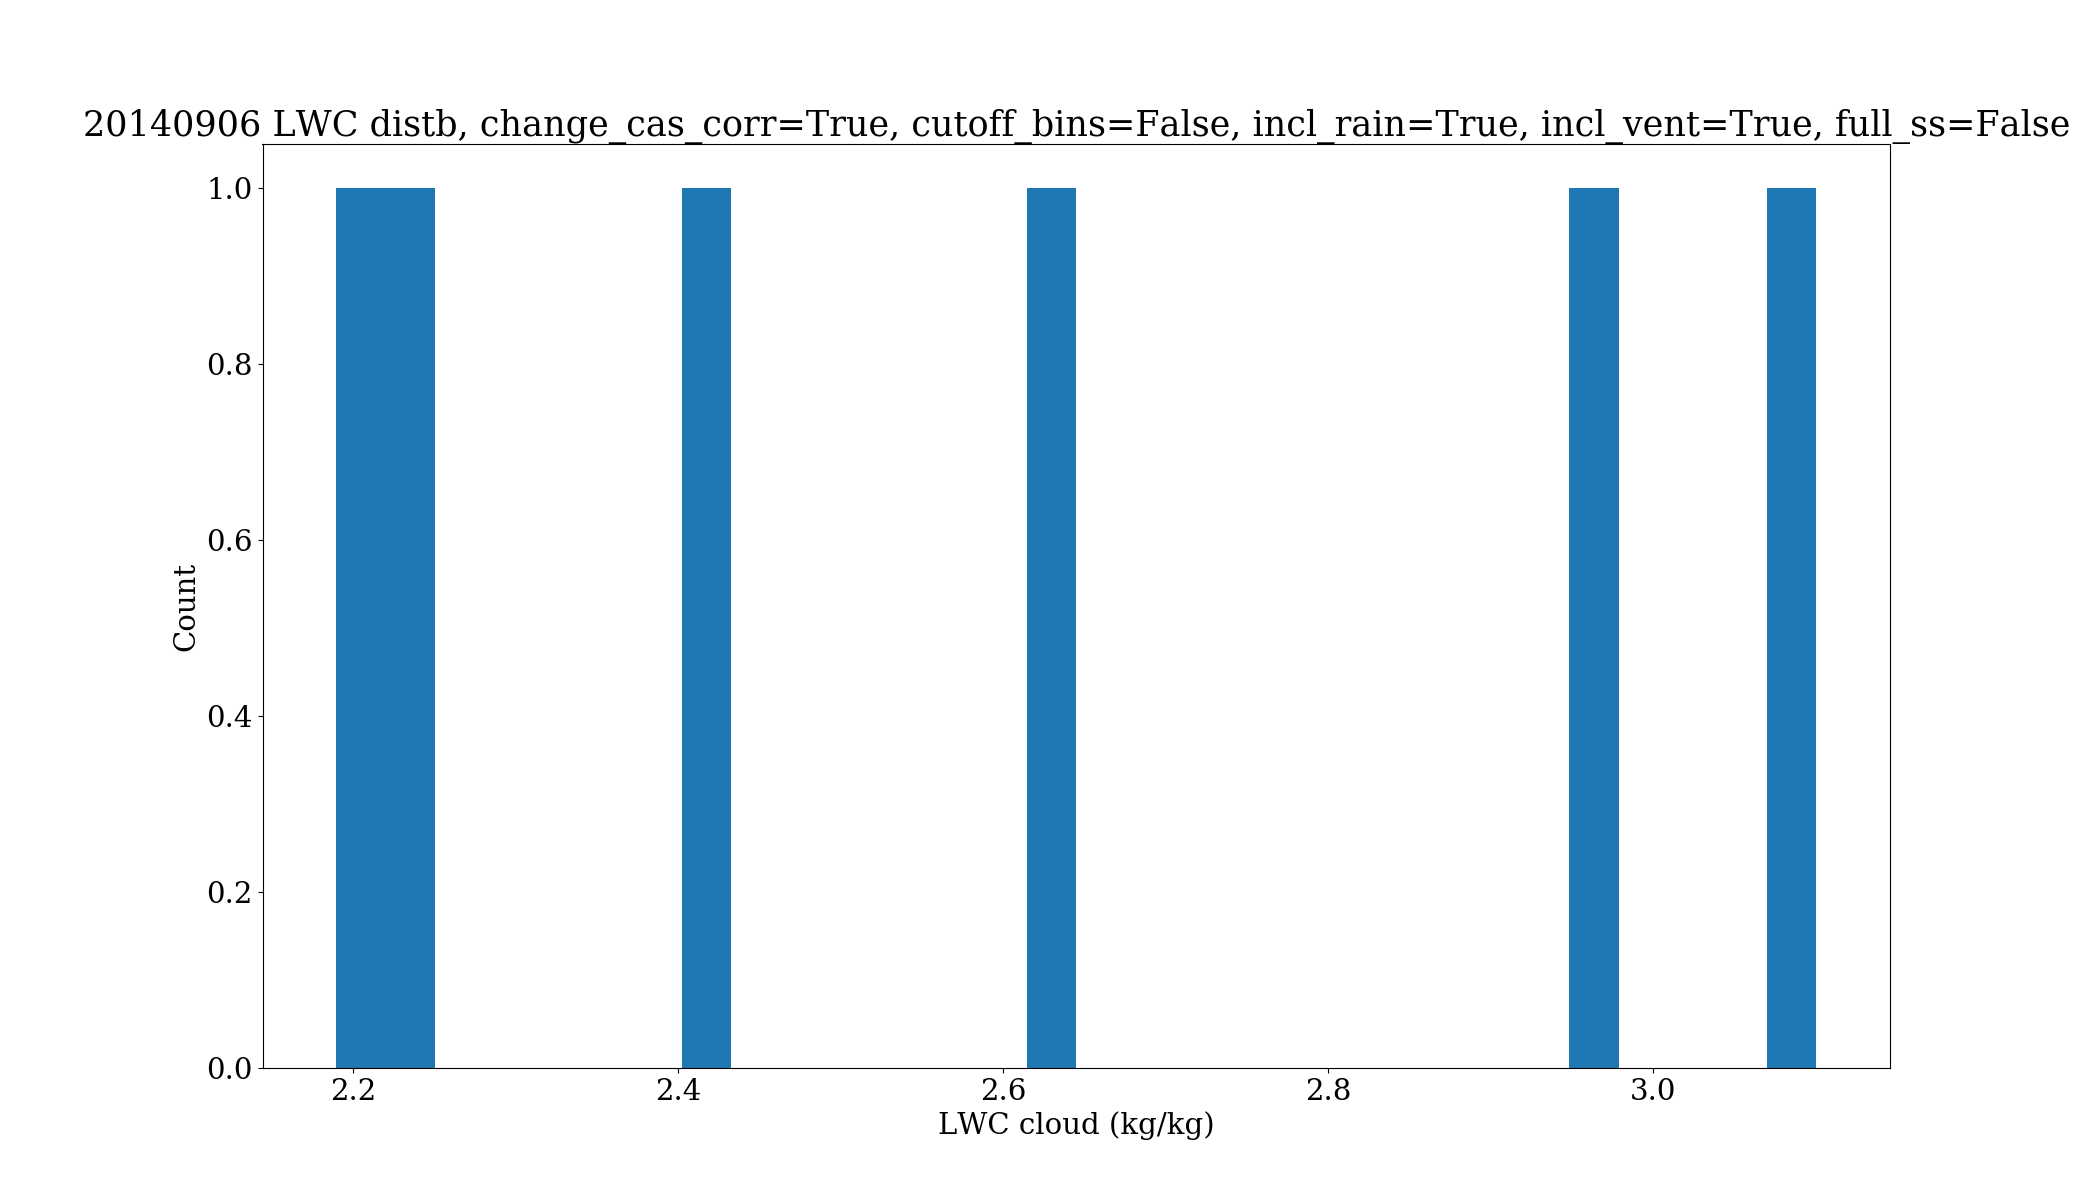 20140906 LWC distb, change_cas_corr=True, cutoff_bins=False, incl_rain=True, incl_vent=True, full_ss=False
1.0
0.8
0.6
0.4
0.2
0.0
Count
2.2 2.4 2.6 2.8 3.0
LWC cloud (kg/kg)